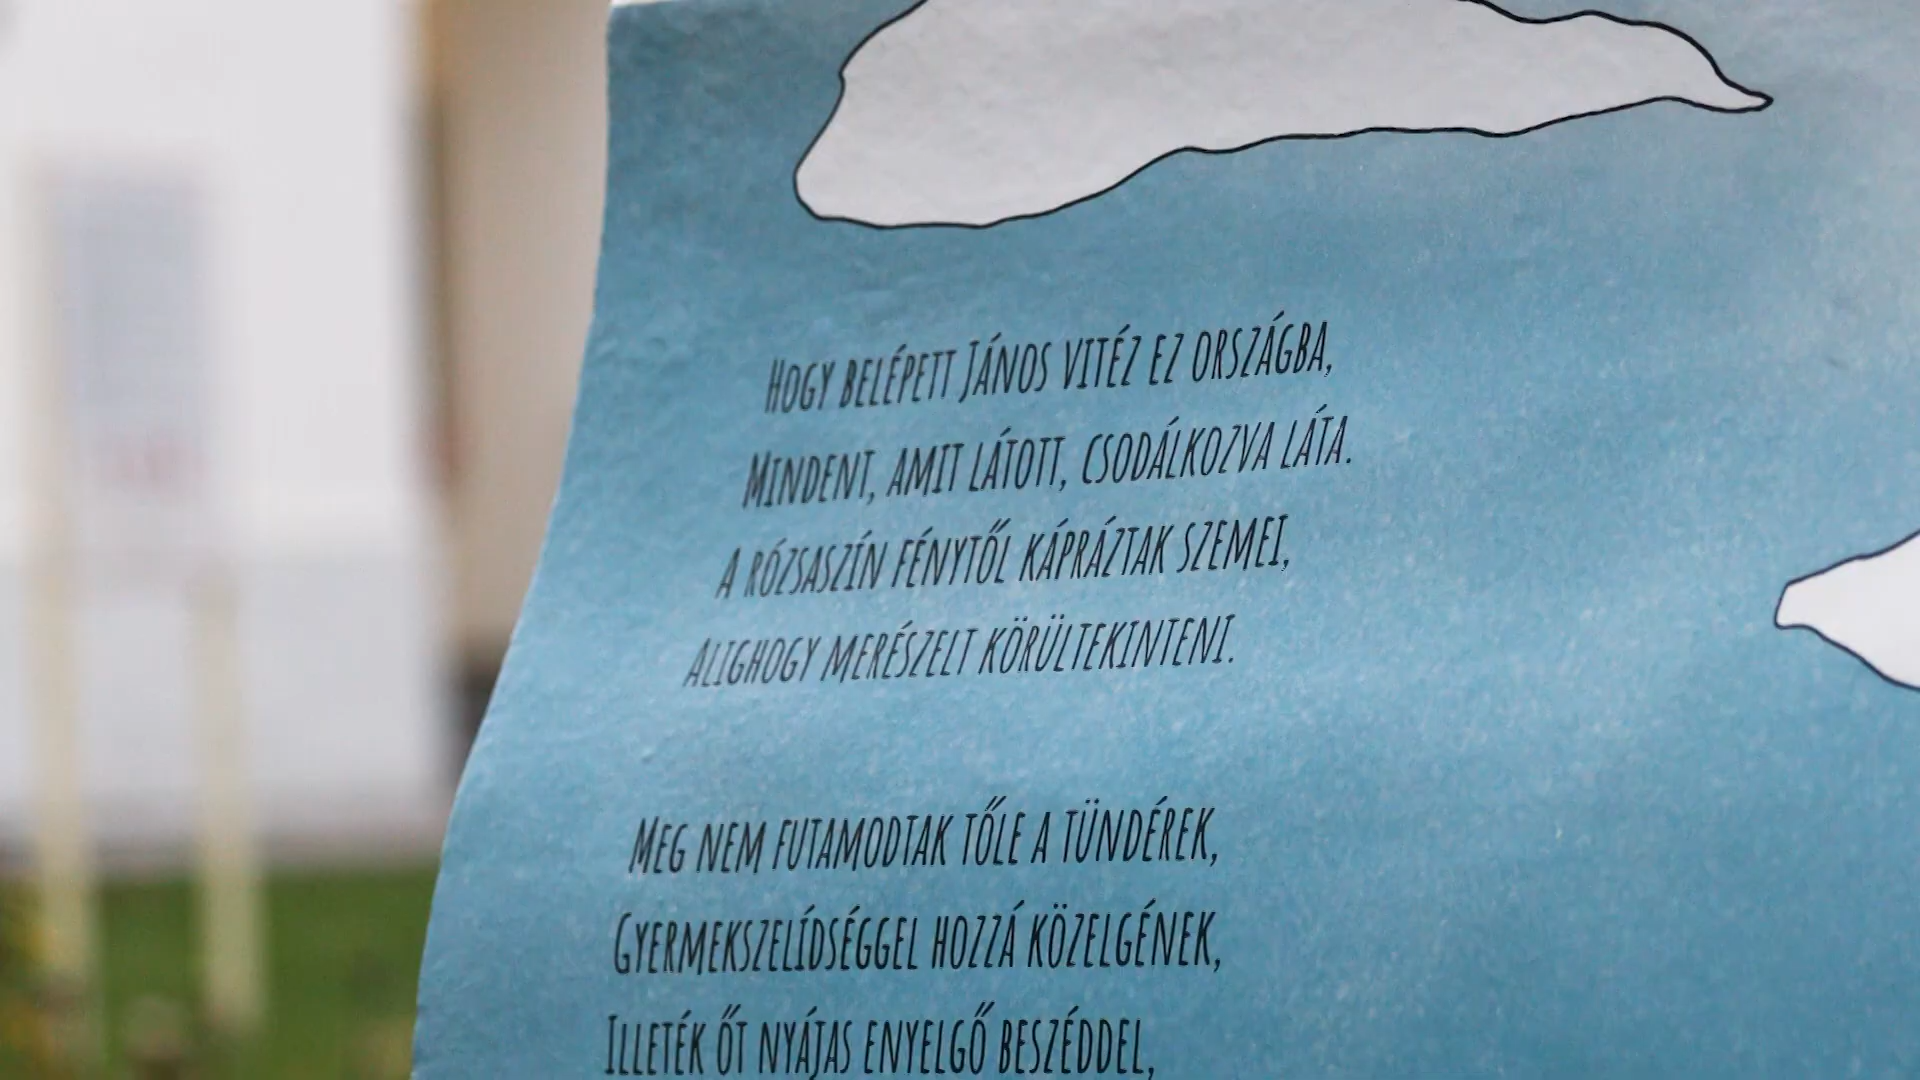 Hogy belépett János vitéz ez országba,
Mindent, amit látott, csodálkozva láta.
A rózsaszín fénytől kápráztak szemei,
Alighogy merészelt körültekinteni.
Meg nem futamodtak tőle a tündérek,
Gyermekszelídséggel hozzá közelgének,
Illeték őt nyájas enyelgő beszéddel,